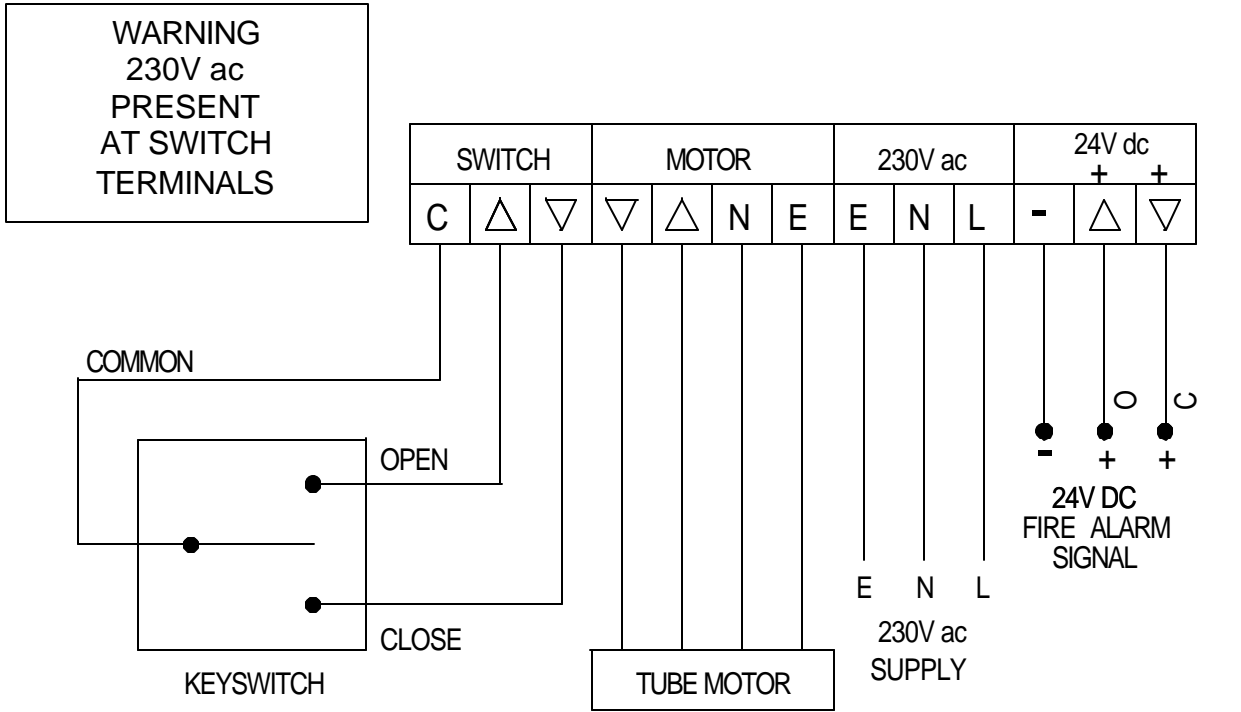 WARNING
230V ac
PRESENT
AT SWITCH
TERMINALS
SWITCH MOTOR 230V ac 24V dc
+ +
C △ ▽ ▽ △ N E E N L - △ ▽
COMMON
O C
OPEN
- + +
24V DC
FIRE ALARM
SIGNAL
E N L
230V ac
SUPPLY
CLOSE
KEYSWITCH
TUBE MOTOR